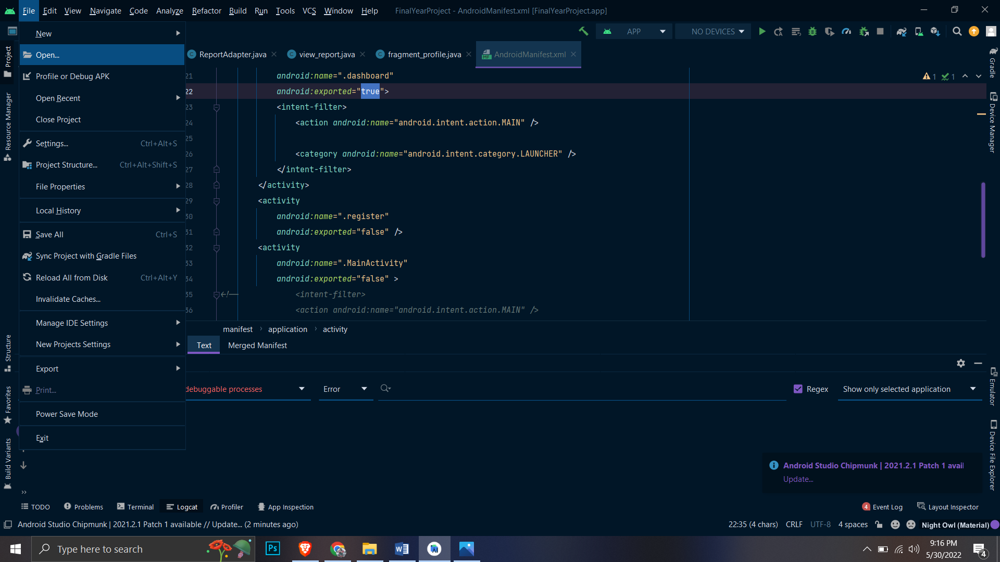 File Edit View Navigate Code Analyze Refactor Build Run Tools VCS Window Help FinalYearProject - AndroidManifest.xml [FinalYearProject.app]
APP NO DEVICES
New
Open...
Profile or Debug APK
Open Recent
Close Project
Settings... Ctrl+Alt+S
Project Structure... Ctrl+Alt+Shift+S
File Properties
Local History
Save All Ctrl+S
Sync Project with Gradle Files
Reload All from Disk Ctrl+Alt+Y
Invalidate Caches...
Manage IDE Settings
New Projects Settings
Export
Print...
Power Save Mode
Exit
Project
Resource Manager
Structure
Favorites
Build Variants
ReportAdapter.java view_report.java fragment_profile.java AndroidManifest.xml
21 android:name=".dashboard"
22 android:exported="true">
23 <intent-filter>
24 <action android:name="android.intent.action.MAIN" />
25
26 <category android:name="android.intent.category.LAUNCHER" />
27 </intent-filter>
28 </activity>
29 <activity
30 android:name=".register"
31 android:exported="false" />
32 <activity
33 android:name=".MainActivity"
34 android:exported="false" >
35 <!-- <intent-filter>
36 <action android:name="android.intent.action.MAIN" />
1 1
manifest › application › activity
Text Merged Manifest
debuggable processes Error Regex Show only selected application
Gradle
Device Manager
Emulator
Device File Explorer
Android Studio Chipmunk | 2021.2.1 Patch 1 avail
Update...
»
TODO Problems Terminal Logcat Profiler App Inspection 4 Event Log Layout Inspector
Android Studio Chipmunk | 2021.2.1 Patch 1 available // Update... (2 minutes ago) 22:35 (4 chars) CRLF UTF-8 4 spaces Night Owl (Material)
Type here to search Ps W
9:16 PM
5/30/2022
4